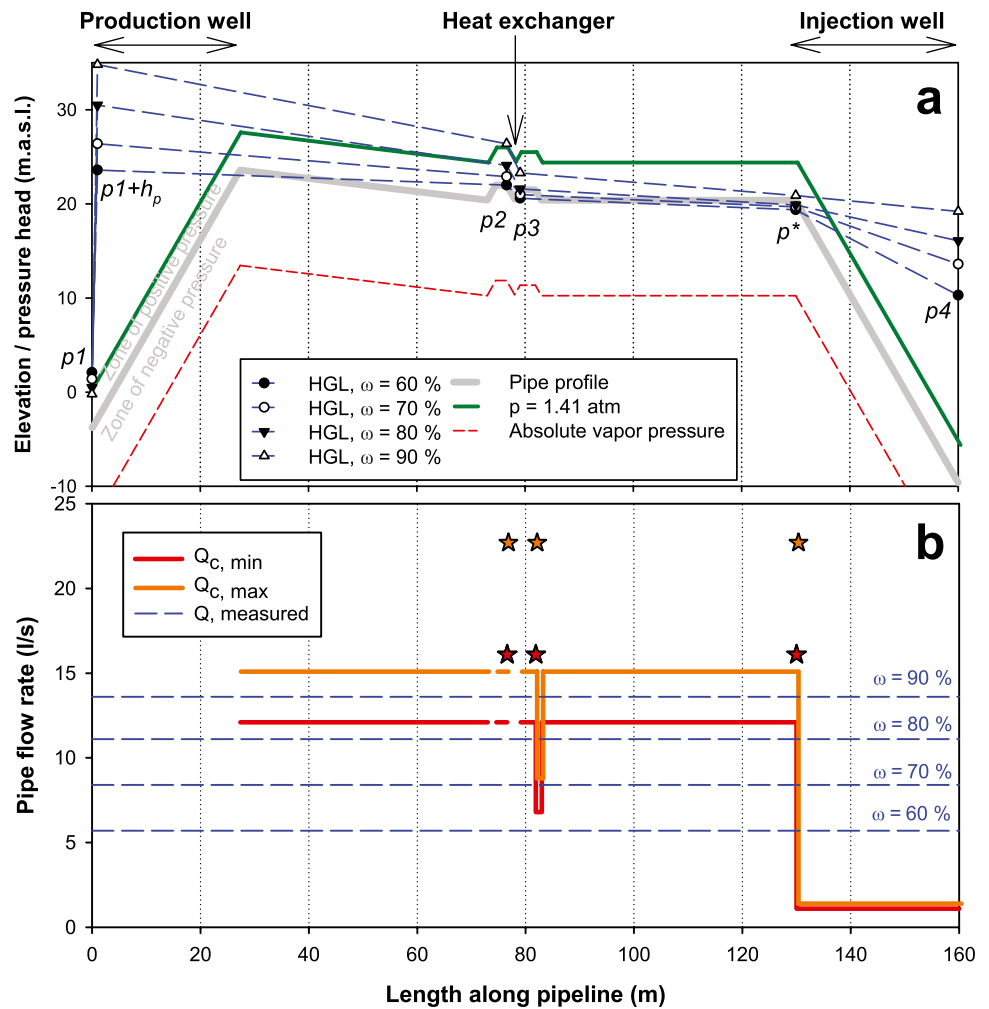 Production well
Heat exchanger
Injection well
a
Elevation / pressure head (m.a.s.l.)
30
20
10
0
-10
p1+hp
p1
p2
p3
p*
p4
Zone of positive pressure
Zone of negative pressure
HGL, ω = 60 %
HGL, ω = 70 %
HGL, ω = 80 %
HGL, ω = 90 %
Pipe profile
p = 1.41 atm
Absolute vapor pressure
b
Pipe flow rate (l/s)
25
20
15
10
5
0
Qc, min
Qc, max
Q, measured
ω = 90 %
ω = 80 %
ω = 70 %
ω = 60 %
0 20 40 60 80 100 120 140 160
Length along pipeline (m)